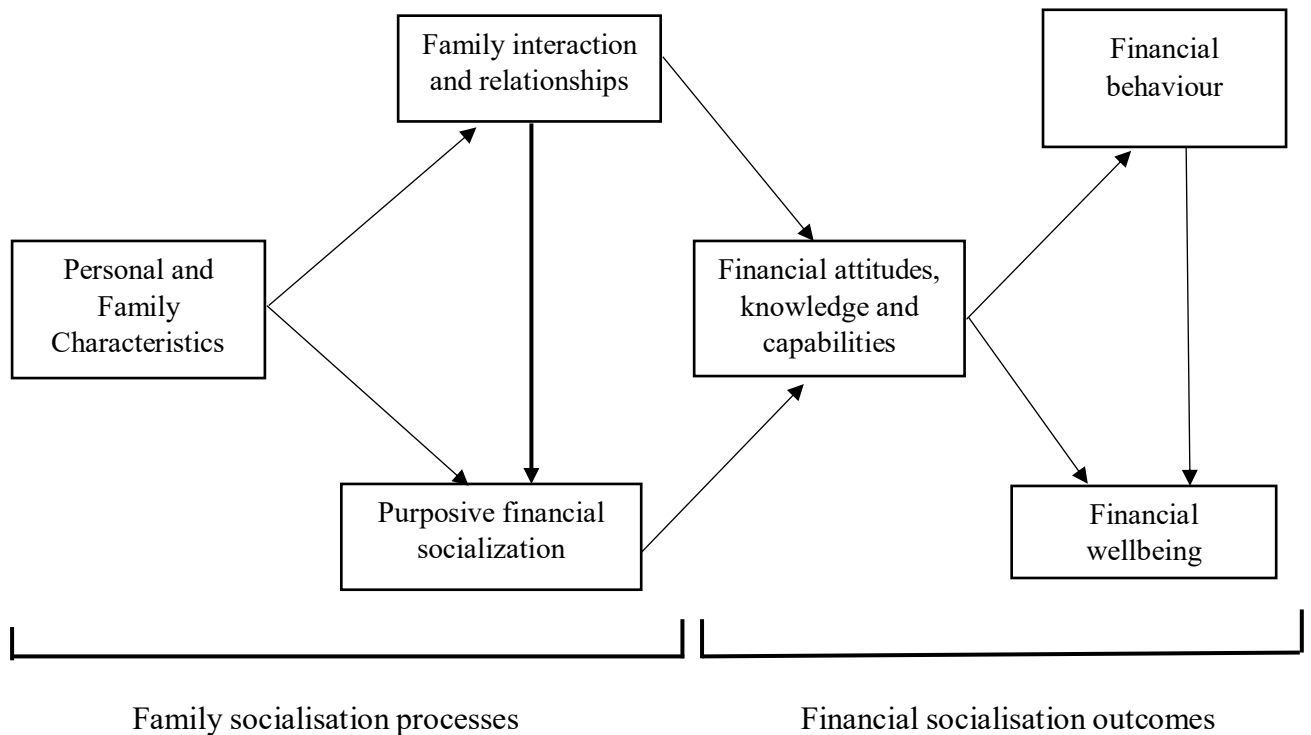 Family interaction
and relationships
Financial
behaviour
Personal and
Family
Characteristics
Financial attitudes,
knowledge and
capabilities
Purposive financial
socialization
Financial
wellbeing
Family socialisation processes
Financial socialisation outcomes